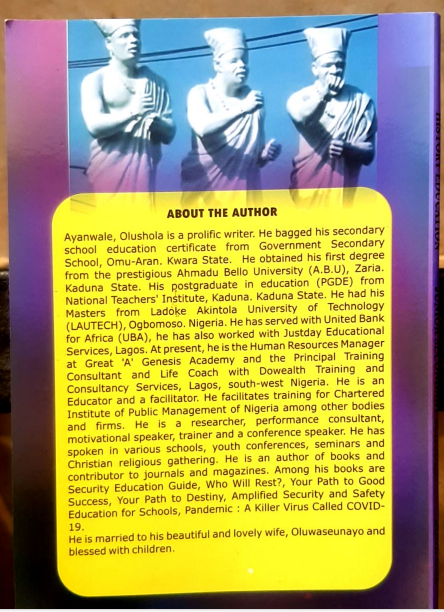 ABOUT THE AUTHOR
Ayanwale, Olushola is a prolific writer. He bagged his secondary
school education certificate from Government Secondary
School, Omu-Aran. Kwara State. He obtained his first degree
from the prestigious Ahmadu Bello University (A.B.U), Zaria.
Kaduna State. His postgraduate in education (PGDE) from
National Teachers' Institute, Kaduna. Kaduna State. He had his
Masters from Ladoke Akintola University of Technology
(LAUTECH), Ogbomoso. Nigeria. He has served with United Bank
for Africa (UBA), he has also worked with Justday Educational
Services, Lagos. At present, he is the Human Resources Manager
at Great 'A' Genesis Academy and the Principal Training
Consultant and Life Coach with Dowealth Training and
Consultancy Services, Lagos, south-west Nigeria. He is an
Educator and a facilitator. He facilitates training for Chartered
Institute of Public Management of Nigeria among other bodies
and firms. He is a researcher, performance consultant,
motivational speaker, trainer and a conference speaker. He has
spoken in various schools, youth conferences, seminars and
Christian religious gathering. He is an author of books and
contributor to journals and magazines. Among his books are
Security Education Guide, Who Will Rest?, Your Path to Good
Success, Your Path to Destiny, Amplified Security and Safety
Education for Schools, Pandemic : A Killer Virus Called COVID-
19.
He is married to his beautiful and lovely wife, Oluwaseunayo and
blessed with children.